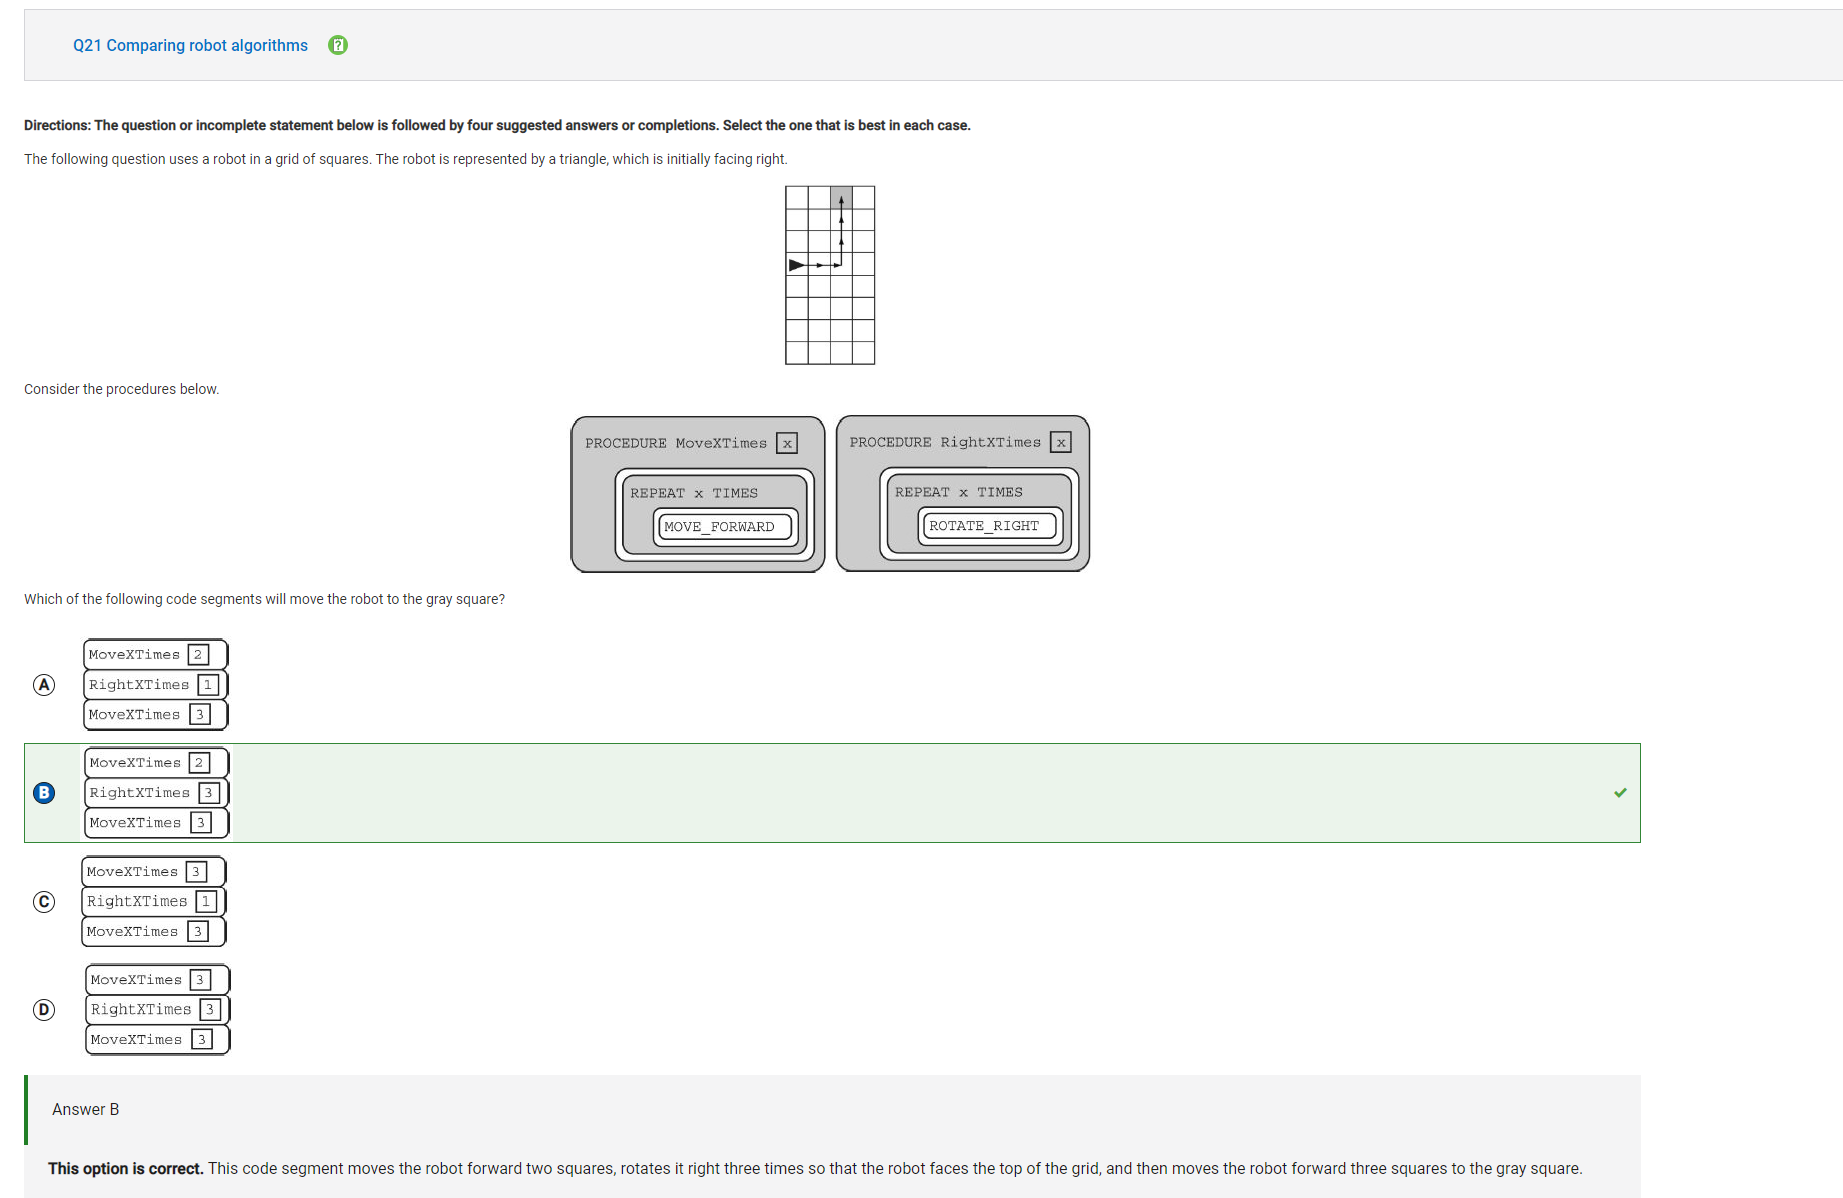 Q21 Comparing robot algorithms
Directions: The question or incomplete statement below is followed by four suggested answers or completions. Select the one that is best in each case.
The following question uses a robot in a grid of squares. The robot is represented by a triangle, which is initially facing right.
Consider the procedures below.
PROCEDURE MoveXTimes x
REPEAT x TIMES
MOVE_FORWARD
PROCEDURE RightXTimes x
REPEAT x TIMES
ROTATE_RIGHT
Which of the following code segments will move the robot to the gray square?
A
MoveXTimes 2
RightXTimes 1
MoveXTimes 3
B
MoveXTimes 2
RightXTimes 3
MoveXTimes 3
C
MoveXTimes 3
RightXTimes 1
MoveXTimes 3
D
MoveXTimes 3
RightXTimes 3
MoveXTimes 3
Answer B
This option is correct. This code segment moves the robot forward two squares, rotates it right three times so that the robot faces the top of the grid, and then moves the robot forward three squares to the gray square.